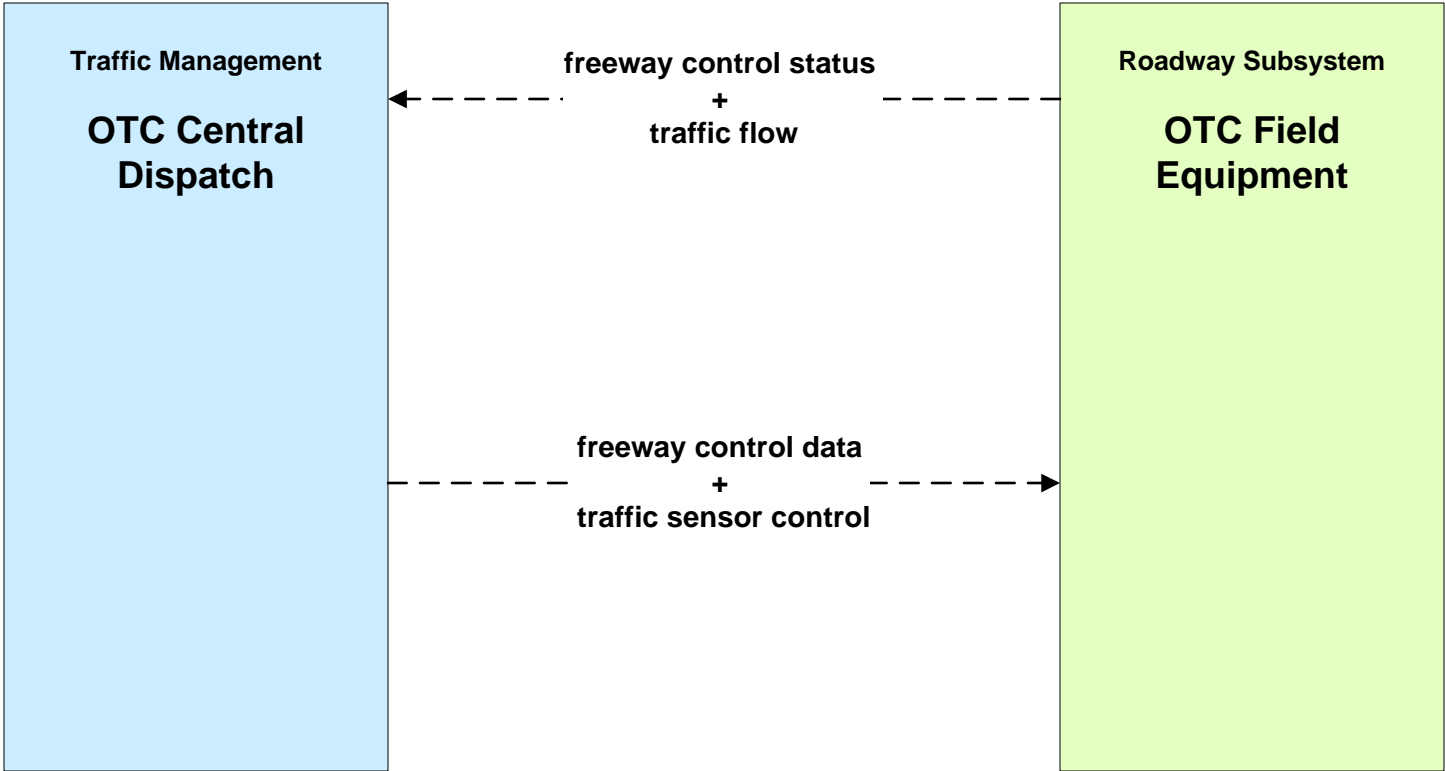 Traffic Management
OTC Central
Dispatch
freeway control status
+
traffic flow
freeway control data
+
traffic sensor control
Roadway Subsystem
OTC Field
Equipment